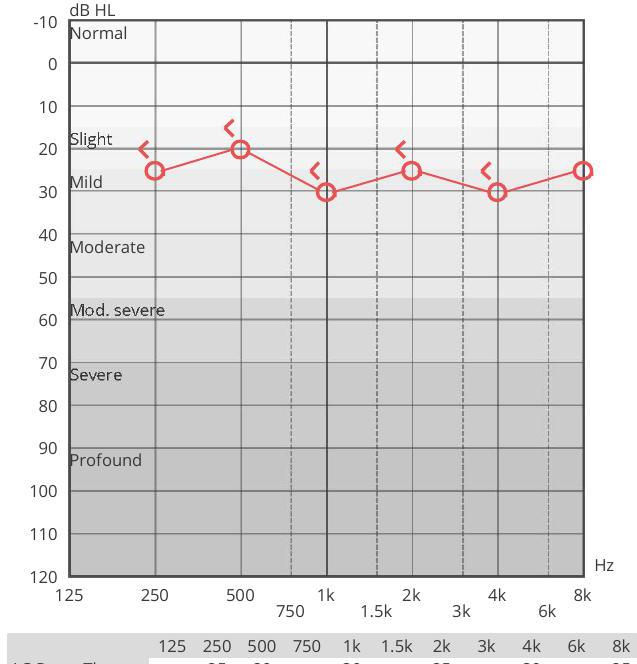 dB HL
-10
Normal
0
10
Slight
20
Mild
30
40
Moderate
50
Mod. severe
60
70
Severe
80
90
Profound
100
110
120
Hz
125 250 500 1k 2k 4k 8k
750 1.5k 3k 6k
125 250 500 750 1k 1.5k 2k 3k 4k 6k 8k